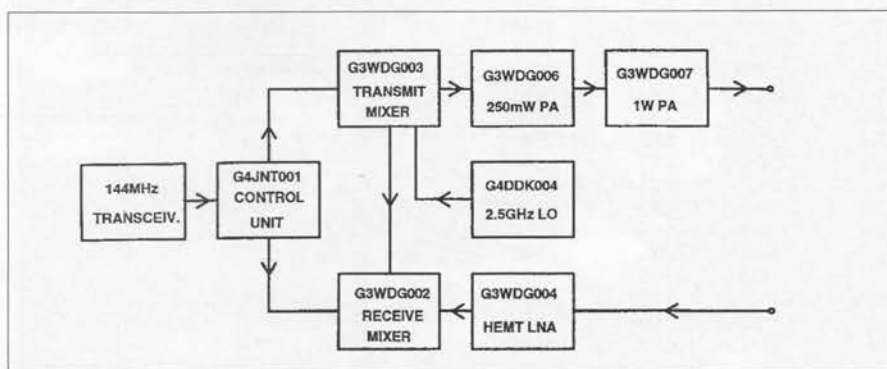 G3WDG003
TRANSMIT
MIXER
G3WDG006
250mW PA
G3WDG007
1W PA
144MHz
TRANSCEIV.
G4JNT001
CONTROL
UNIT
G4DDK004
2.5GHz LO
G3WDG002
RECEIVE
MIXER
G3WDG004
HEMT LNA